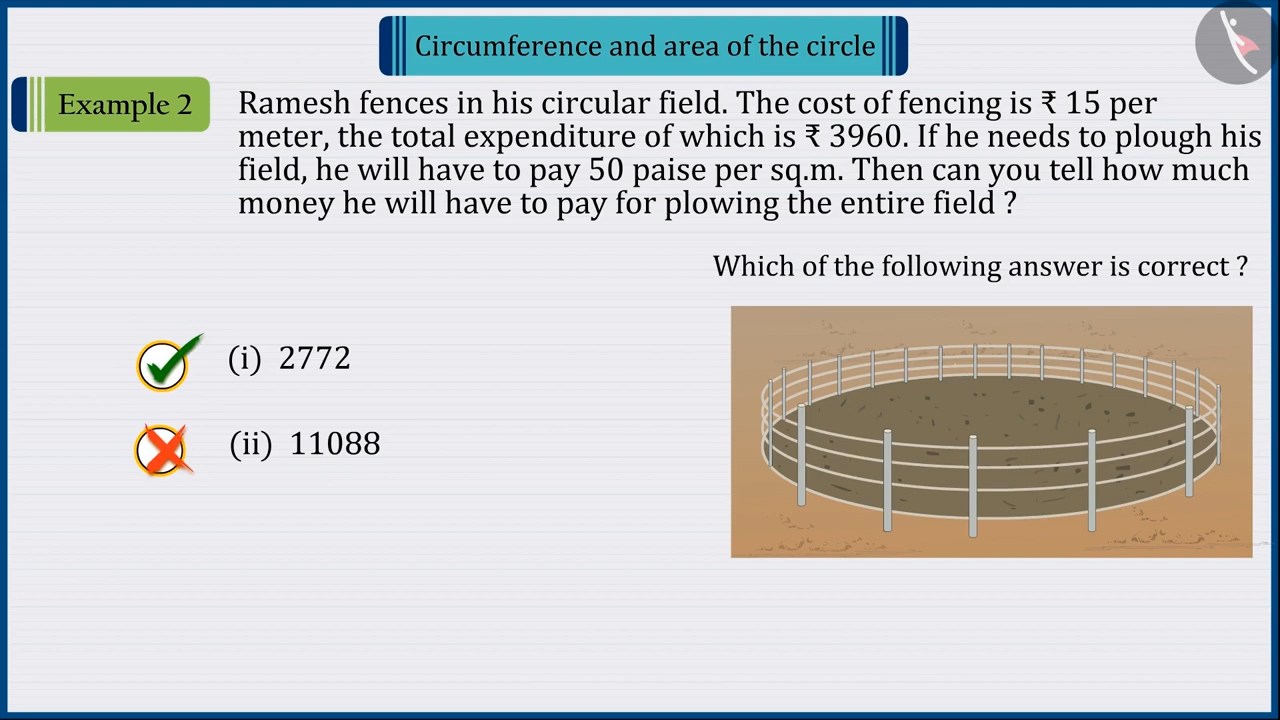 Circumference and area of the circle
Example 2
Ramesh fences in his circular field. The cost of fencing is ₹ 15 per
meter, the total expenditure of which is ₹ 3960. If he needs to plough his
field, he will have to pay 50 paise per sq.m. Then can you tell how much
money he will have to pay for plowing the entire field ?
Which of the following answer is correct ?
(i) 2772
(ii) 11088